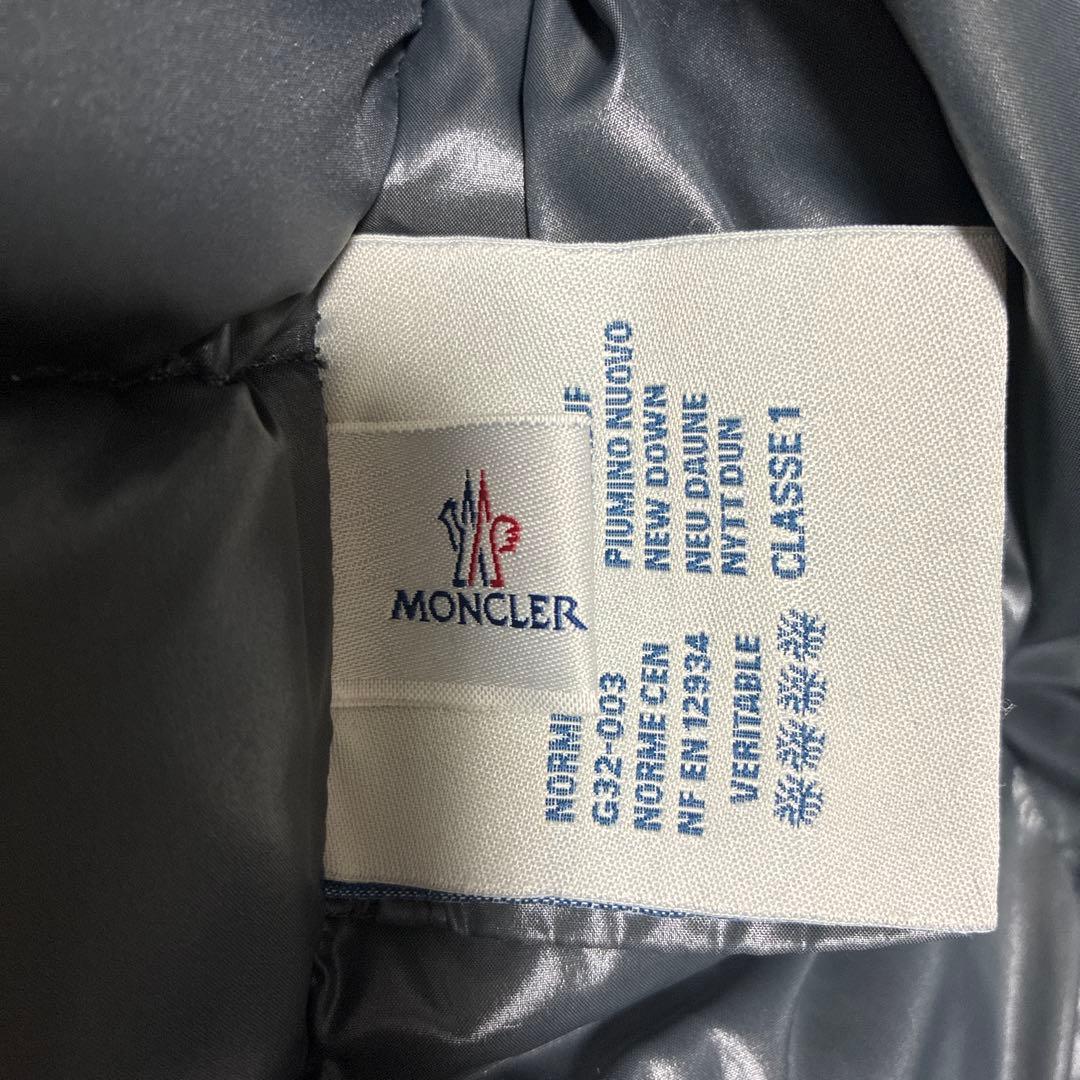 MONCLER
PIUMINO NUOVO
NEW DOWN
NEU DAUNE
NYTT DUN
CLASSE 1
G32-003
NORME CEN
NF EN 12934
VERITABLE